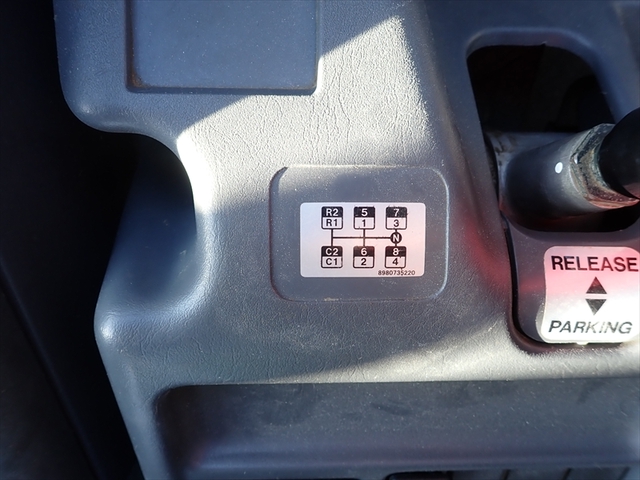 R2 5 7
R1 1 3
N
C2 6 8
C1 2 4
8980735220
RELEASE
PARKING